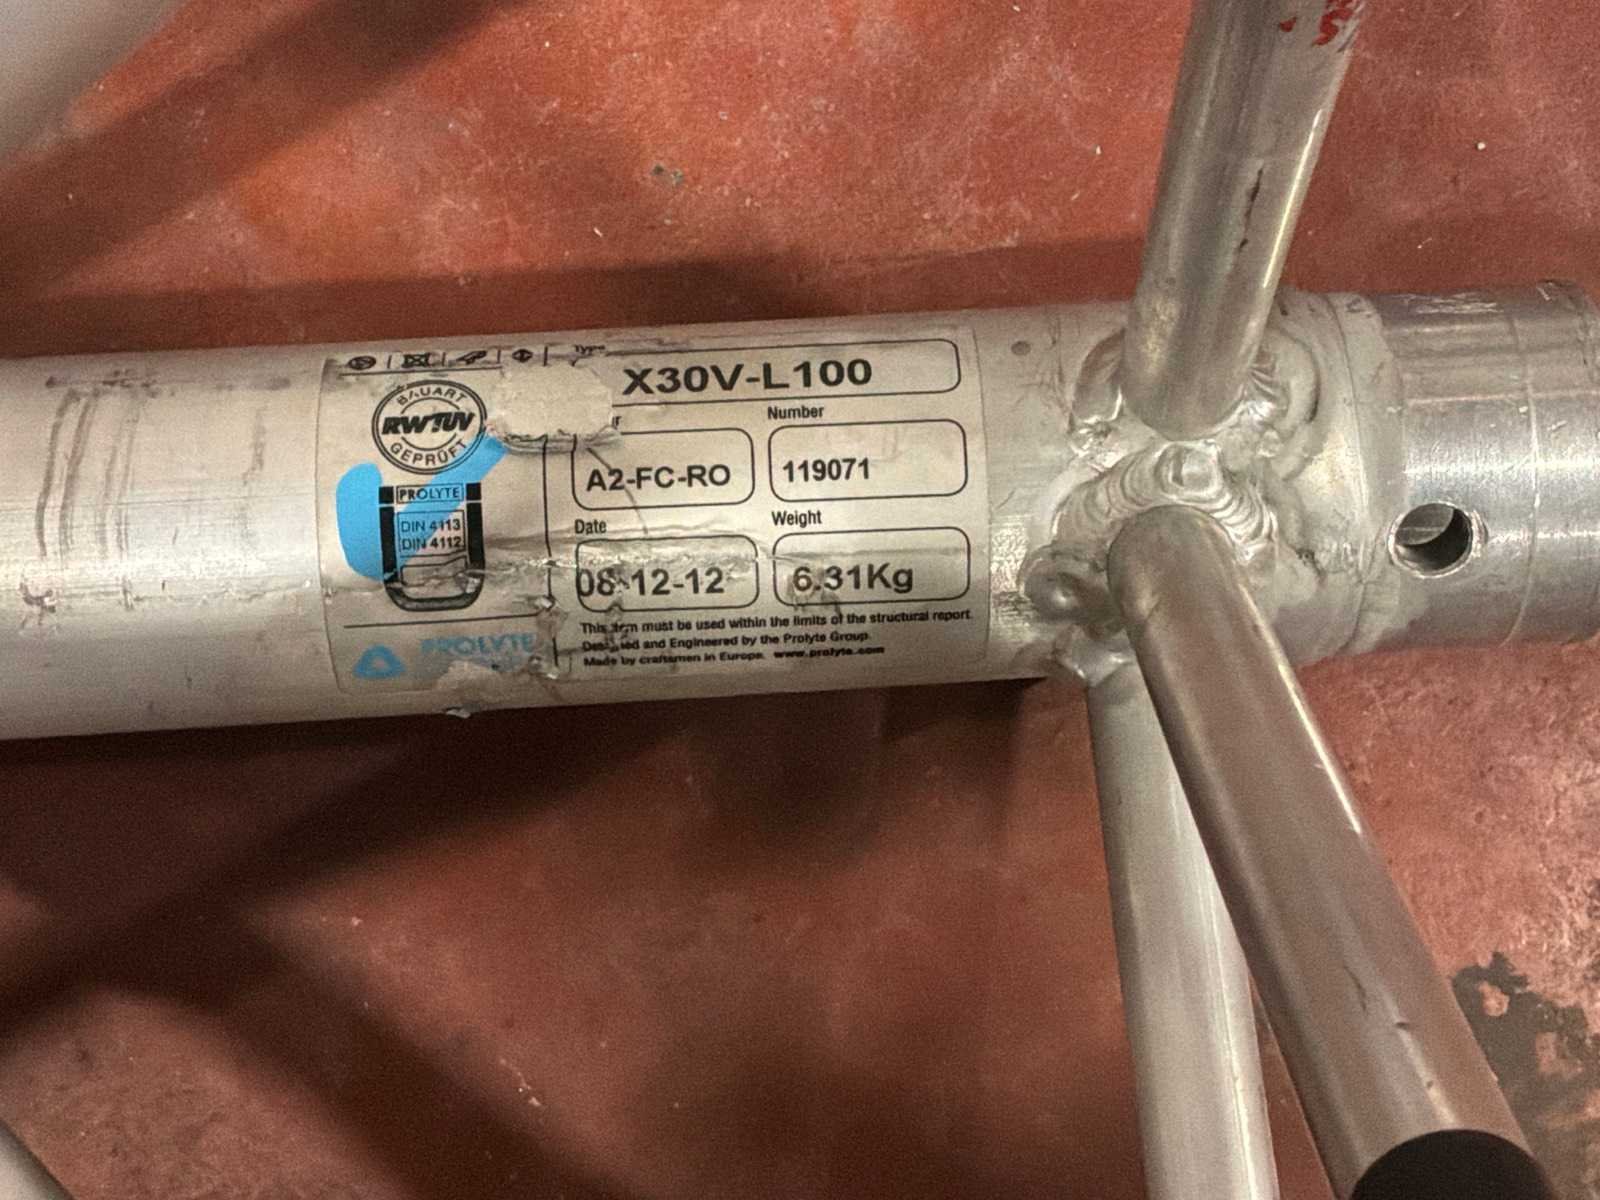 Type
X30V-L100
BAUART
RWTÜV
GEPRÜFT
Number
A2-FC-RO
119071
PROLYTE
DIN 4113
DIN 4112
Date
Weight
08-12-12
6.31Kg
This item must be used within the limits of the structural report.
Designed and Engineered by the Prolyte Group.
Made by craftsmen in Europe. www.prolyte.com
PROLYTE